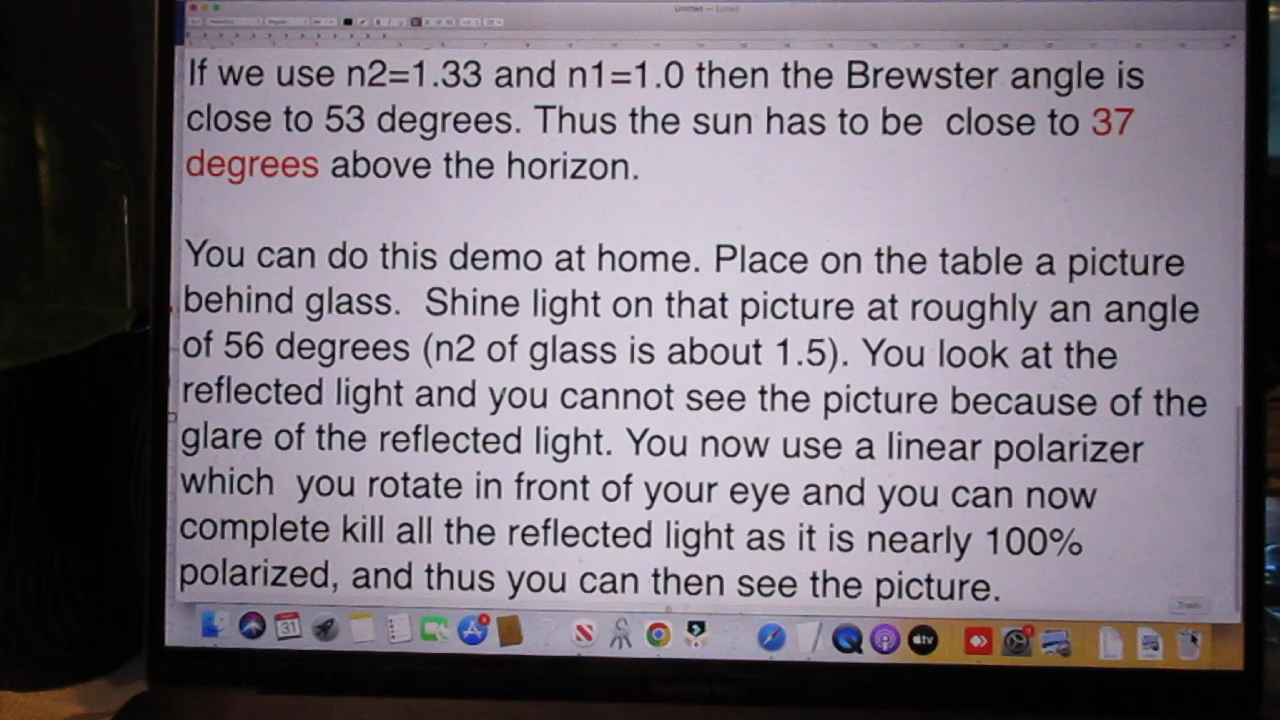 Untitled — Edited
If we use n2=1.33 and n1=1.0 then the Brewster angle is
close to 53 degrees. Thus the sun has to be  close to 37
degrees above the horizon.
You can do this demo at home. Place on the table a picture
behind glass.  Shine light on that picture at roughly an angle
of 56 degrees (n2 of glass is about 1.5). You look at the
reflected light and you cannot see the picture because of the
glare of the reflected light. You now use a linear polarizer
which  you rotate in front of your eye and you can now
complete kill all the reflected light as it is nearly 100%
polarized, and thus you can then see the picture.
Trash
31
tv